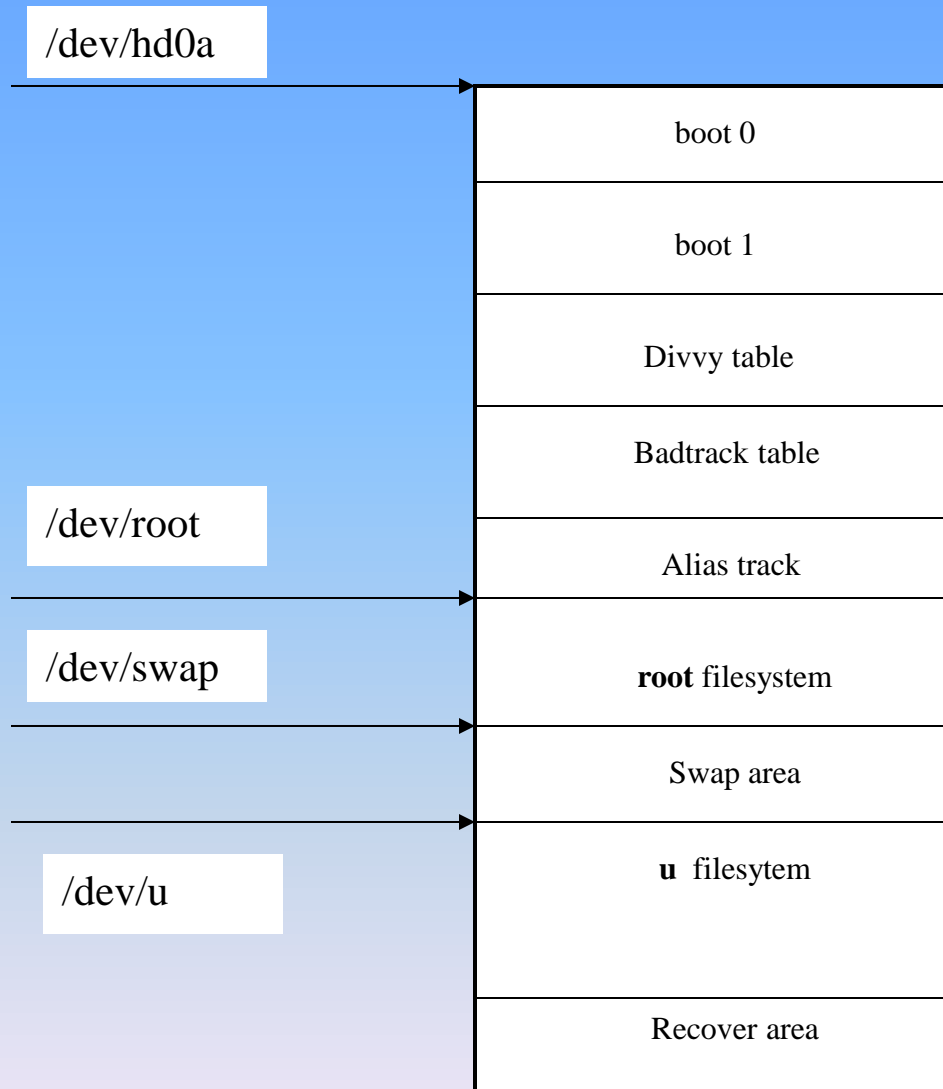 /dev/hd0a
boot 0
boot 1
Divvy table
Badtrack table
/dev/root
Alias track
/dev/swap
root filesystem
Swap area
u filesytem
/dev/u
Recover area